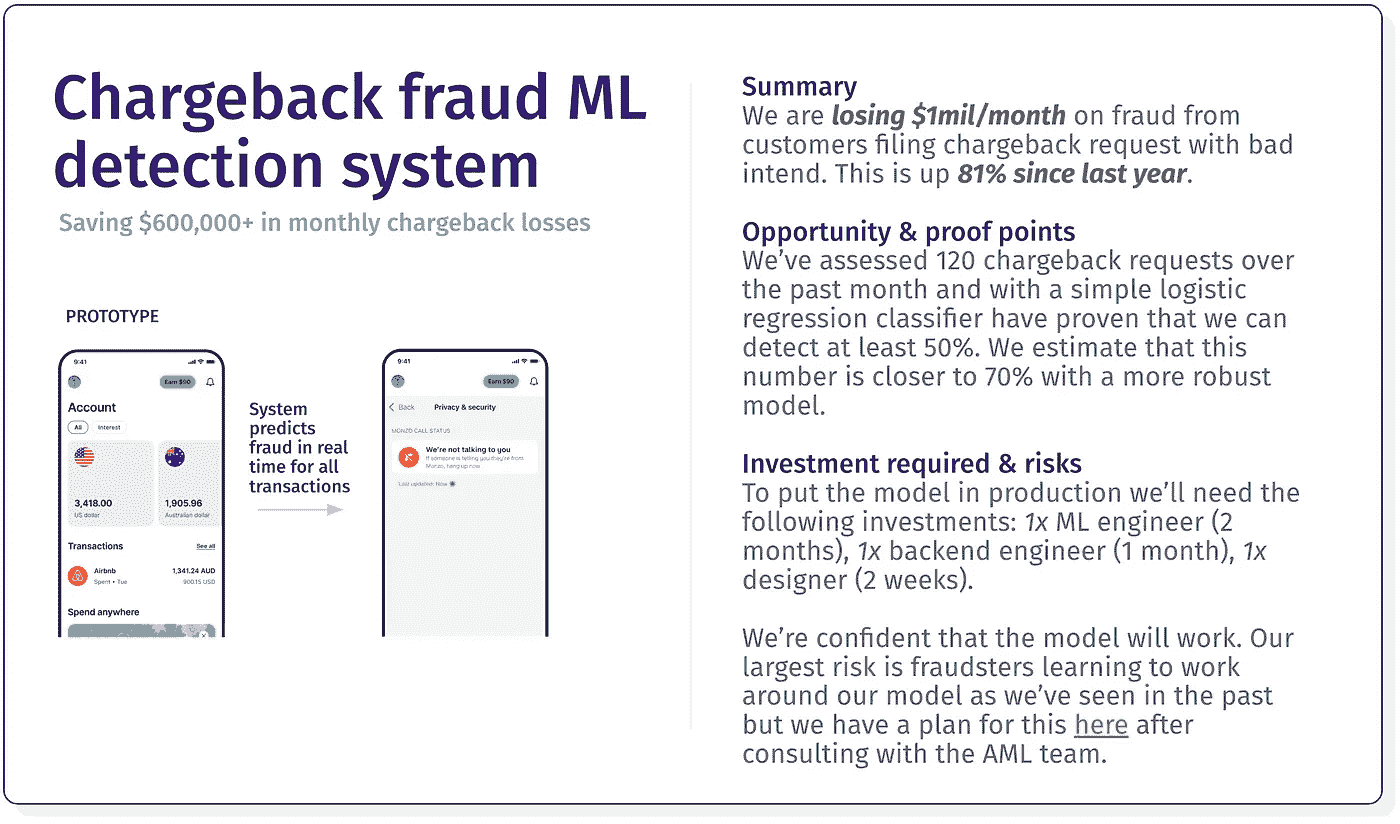 Chargeback fraud ML
detection system
Saving $600,000+ in monthly chargeback losses
PROTOTYPE
9:41
Earn $90
Account
All Interest
3,418.00
US dollar
1,905.96
Australian dollar
Transactions See all
Airbnb 1,341.24 AUD
Spent • Tue 900.15 USD
Spend anywhere
System
predicts
fraud in real
time for all
transactions
9:41
Earn $90
Back Privacy & security
MONZO CALL STATUS
We're not talking to you
If someone is telling you they're from
Monzo, hang up now.
Last updated: Now
Summary
We are losing $1mil/month on fraud from
customers filing chargeback request with bad
intend. This is up 81% since last year.
Opportunity & proof points
We've assessed 120 chargeback requests over
the past month and with a simple logistic
regression classifier have proven that we can
detect at least 50%. We estimate that this
number is closer to 70% with a more robust
model.
Investment required & risks
To put the model in production we'll need the
following investments: 1x ML engineer (2
months), 1x backend engineer (1 month), 1x
designer (2 weeks).
We're confident that the model will work. Our
largest risk is fraudsters learning to work
around our model as we've seen in the past
but we have a plan for this here after
consulting with the AML team.